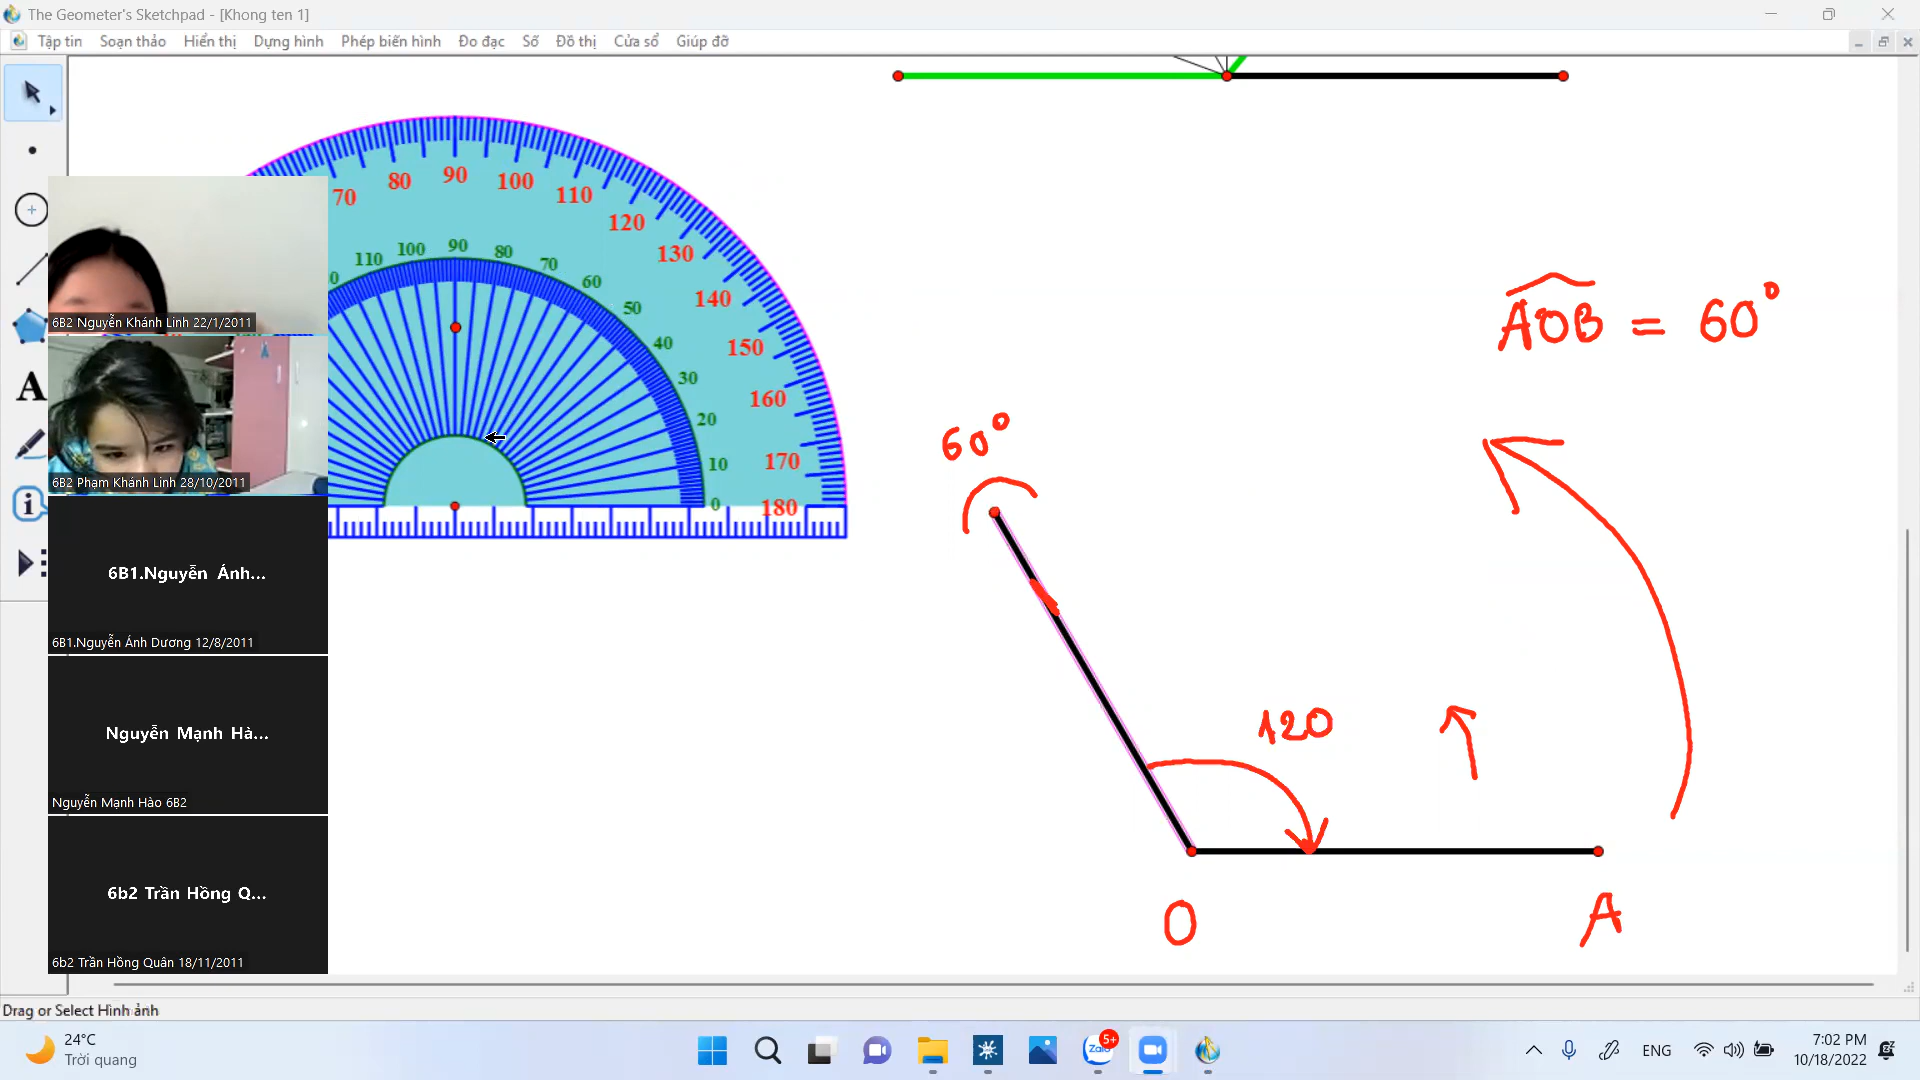 The Geometer's Sketchpad - [Khong ten 1]
Tập tin Soạn thảo Hiển thị Dựng hình Phép biến hình Đo đạc Số Đồ thị Cửa sổ Giúp đỡ
70 80 90 100 110 120 130 140 150 160 170 180
0 110 100 90 80 70 60 50 40 30 20 10 0
A
6B2 Nguyễn Khánh Linh 22/1/2011
6B2 Phạm Khánh Linh 28/10/2011
6B1.Nguyễn Ánh...
6B1.Nguyễn Ánh Dương 12/8/2011
Nguyễn Mạnh Hà...
Nguyễn Mạnh Hào 6B2
6b2 Trần Hồng Q...
6b2 Trần Hồng Quân 18/11/2011
AOB = 60°
60°
120
O A
Drag or Select Hình ảnh
24°C
Trời quang
Zalo
5+
ENG
7:02 PM
10/18/2022